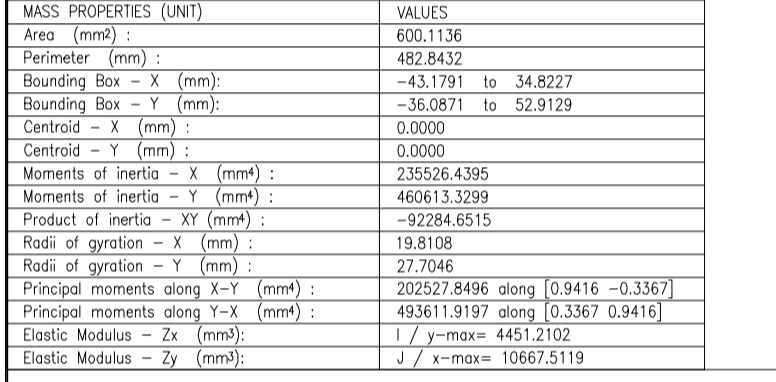 MASS PROPERTIES (UNIT) VALUES
Area (mm2) : 600.1136
Perimeter (mm) : 482.8432
Bounding Box – X (mm): –43.1791 to 34.8227
Bounding Box – Y (mm): –36.0871 to 52.9129
Centroid – X (mm) : 0.0000
Centroid – Y (mm) : 0.0000
Moments of inertia – X (mm4) : 235526.4395
Moments of inertia – Y (mm4) : 460613.3299
Product of inertia – XY (mm4) : –92284.6515
Radii of gyration – X (mm) : 19.8108
Radii of gyration – Y (mm) : 27.7046
Principal moments along X–Y (mm4) : 202527.8496 along [0.9416 –0.3367]
Principal moments along Y–X (mm4) : 493611.9197 along [0.3367 0.9416]
Elastic Modulus – Zx (mm3): I / y–max= 4451.2102
Elastic Modulus – Zy (mm3): J / x–max= 10667.5119